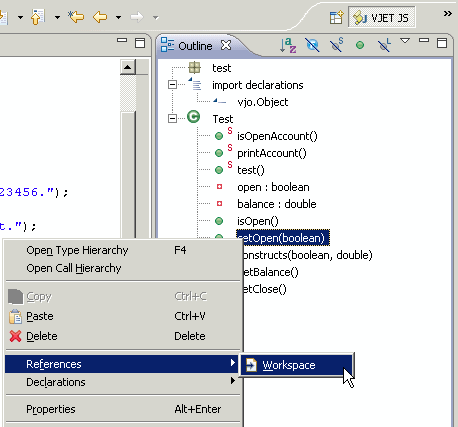 VJET JS
Outline
test
import declarations
vjo.Object
Test
isOpenAccount()
printAccount()
test()
open : boolean
balance : double
isOpen()
setOpen(boolean)
constructs(boolean, double)
etBalance()
etClose()
23456.");
t.");
Open Type Hierarchy F4
Open Call Hierarchy
Copy Ctrl+C
Paste Ctrl+V
Delete Delete
References
Workspace
Declarations
Properties Alt+Enter